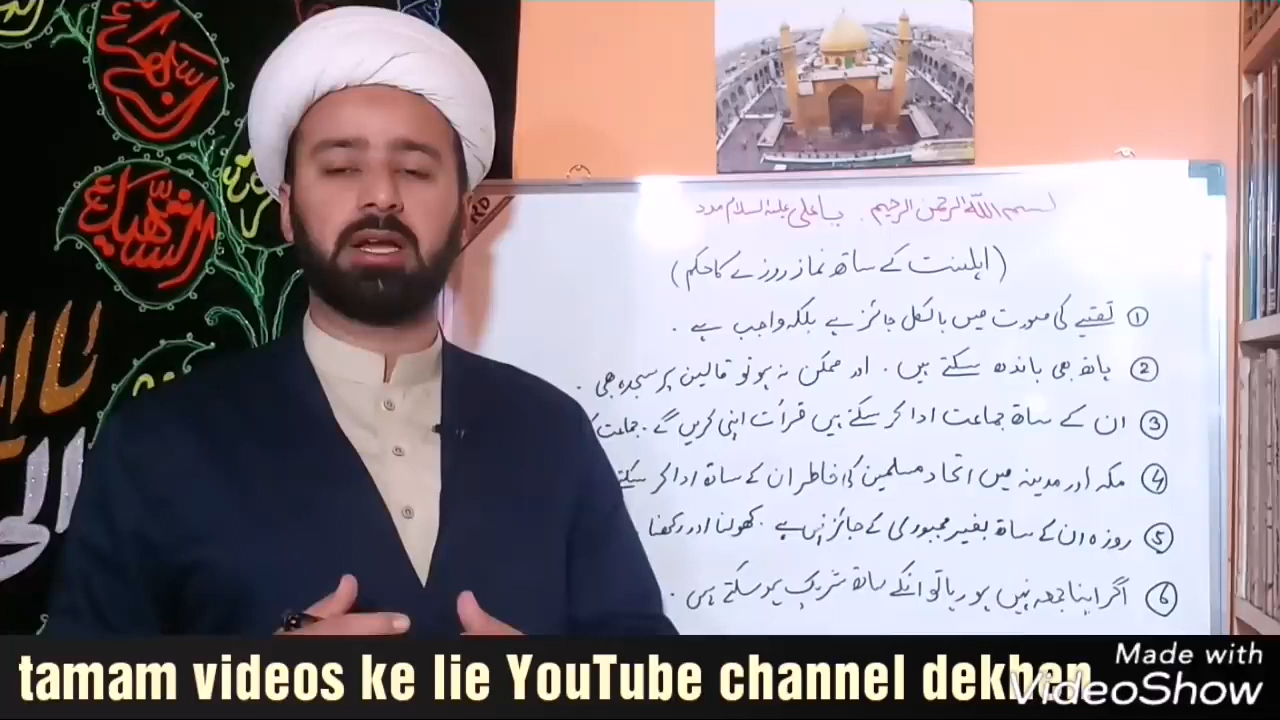 بسم اللہ الرحمن الرحیم . یا علی علیہ السلام مدد
(اہلسنت کے ساتھ نماز روزے کا حکم)
① تقیے کی صورت میں بالکل جائز ہے بلکہ واجب ہے .
② ہاتھ بھی باندھ سکتے ہیں . اور ممکن نہ ہو تو قالین پر سجدہ بھی .
③ ان کے ساتھ جماعت ادا کر سکتے ہیں قرأت اپنی کریں گے . جماعت
④ مکہ اور مدینہ میں اتحاد مسلمین کی خاطر ان کے ساتھ ادا کر سکتے
⑤ روزہ ان کے ساتھ بغیر مجبوری کے جائز نہیں ہے . کھولنا اور رکھنا
⑥ اگر اپنا جمعہ نہیں ہو رہا تو انکے ساتھ شریک ہو سکتے ہیں .
RD
السّهيد
tamam videos ke lie YouTube channel dekhen
Made with
VideoShow